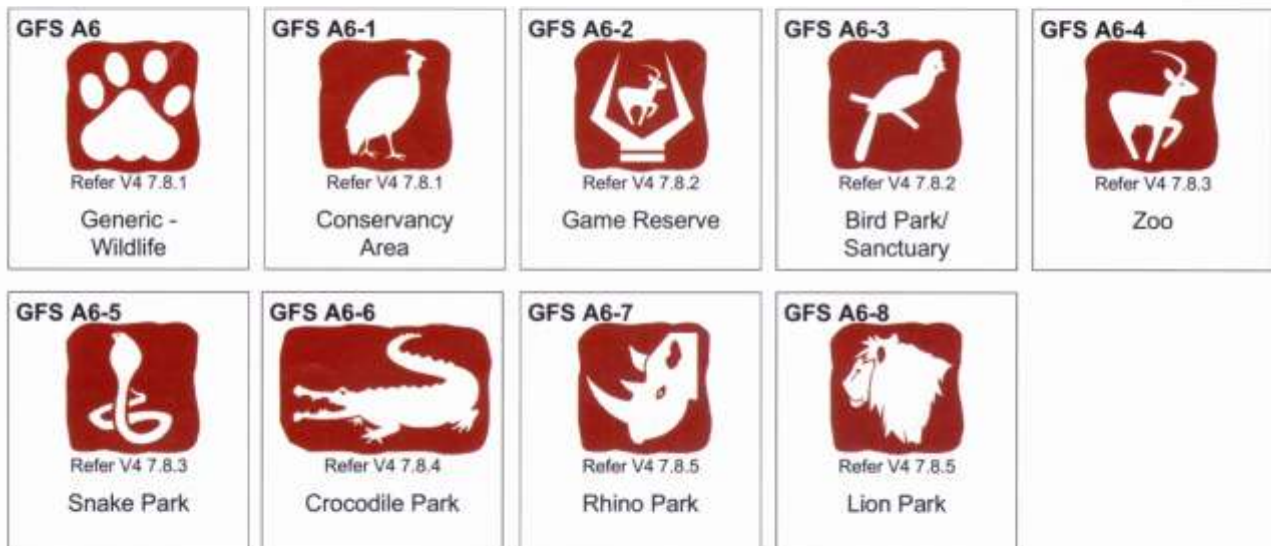 GFS A6
Refer V4 7.8.1
Generic -
Wildlife
GFS A6-1
Refer V4 7.8.1
Conservancy
Area
GFS A6-2
Refer V4 7.8.2
Game Reserve
GFS A6-3
Refer V4 7.8.2
Bird Park/
Sanctuary
GFS A6-4
Refer V4 7.8.3
Zoo
GFS A6-5
Refer V4 7.8.3
Snake Park
GFS A6-6
Refer V4 7.8.4
Crocodile Park
GFS A6-7
Refer V4 7.8.5
Rhino Park
GFS A6-8
Refer V4 7.8.5
Lion Park